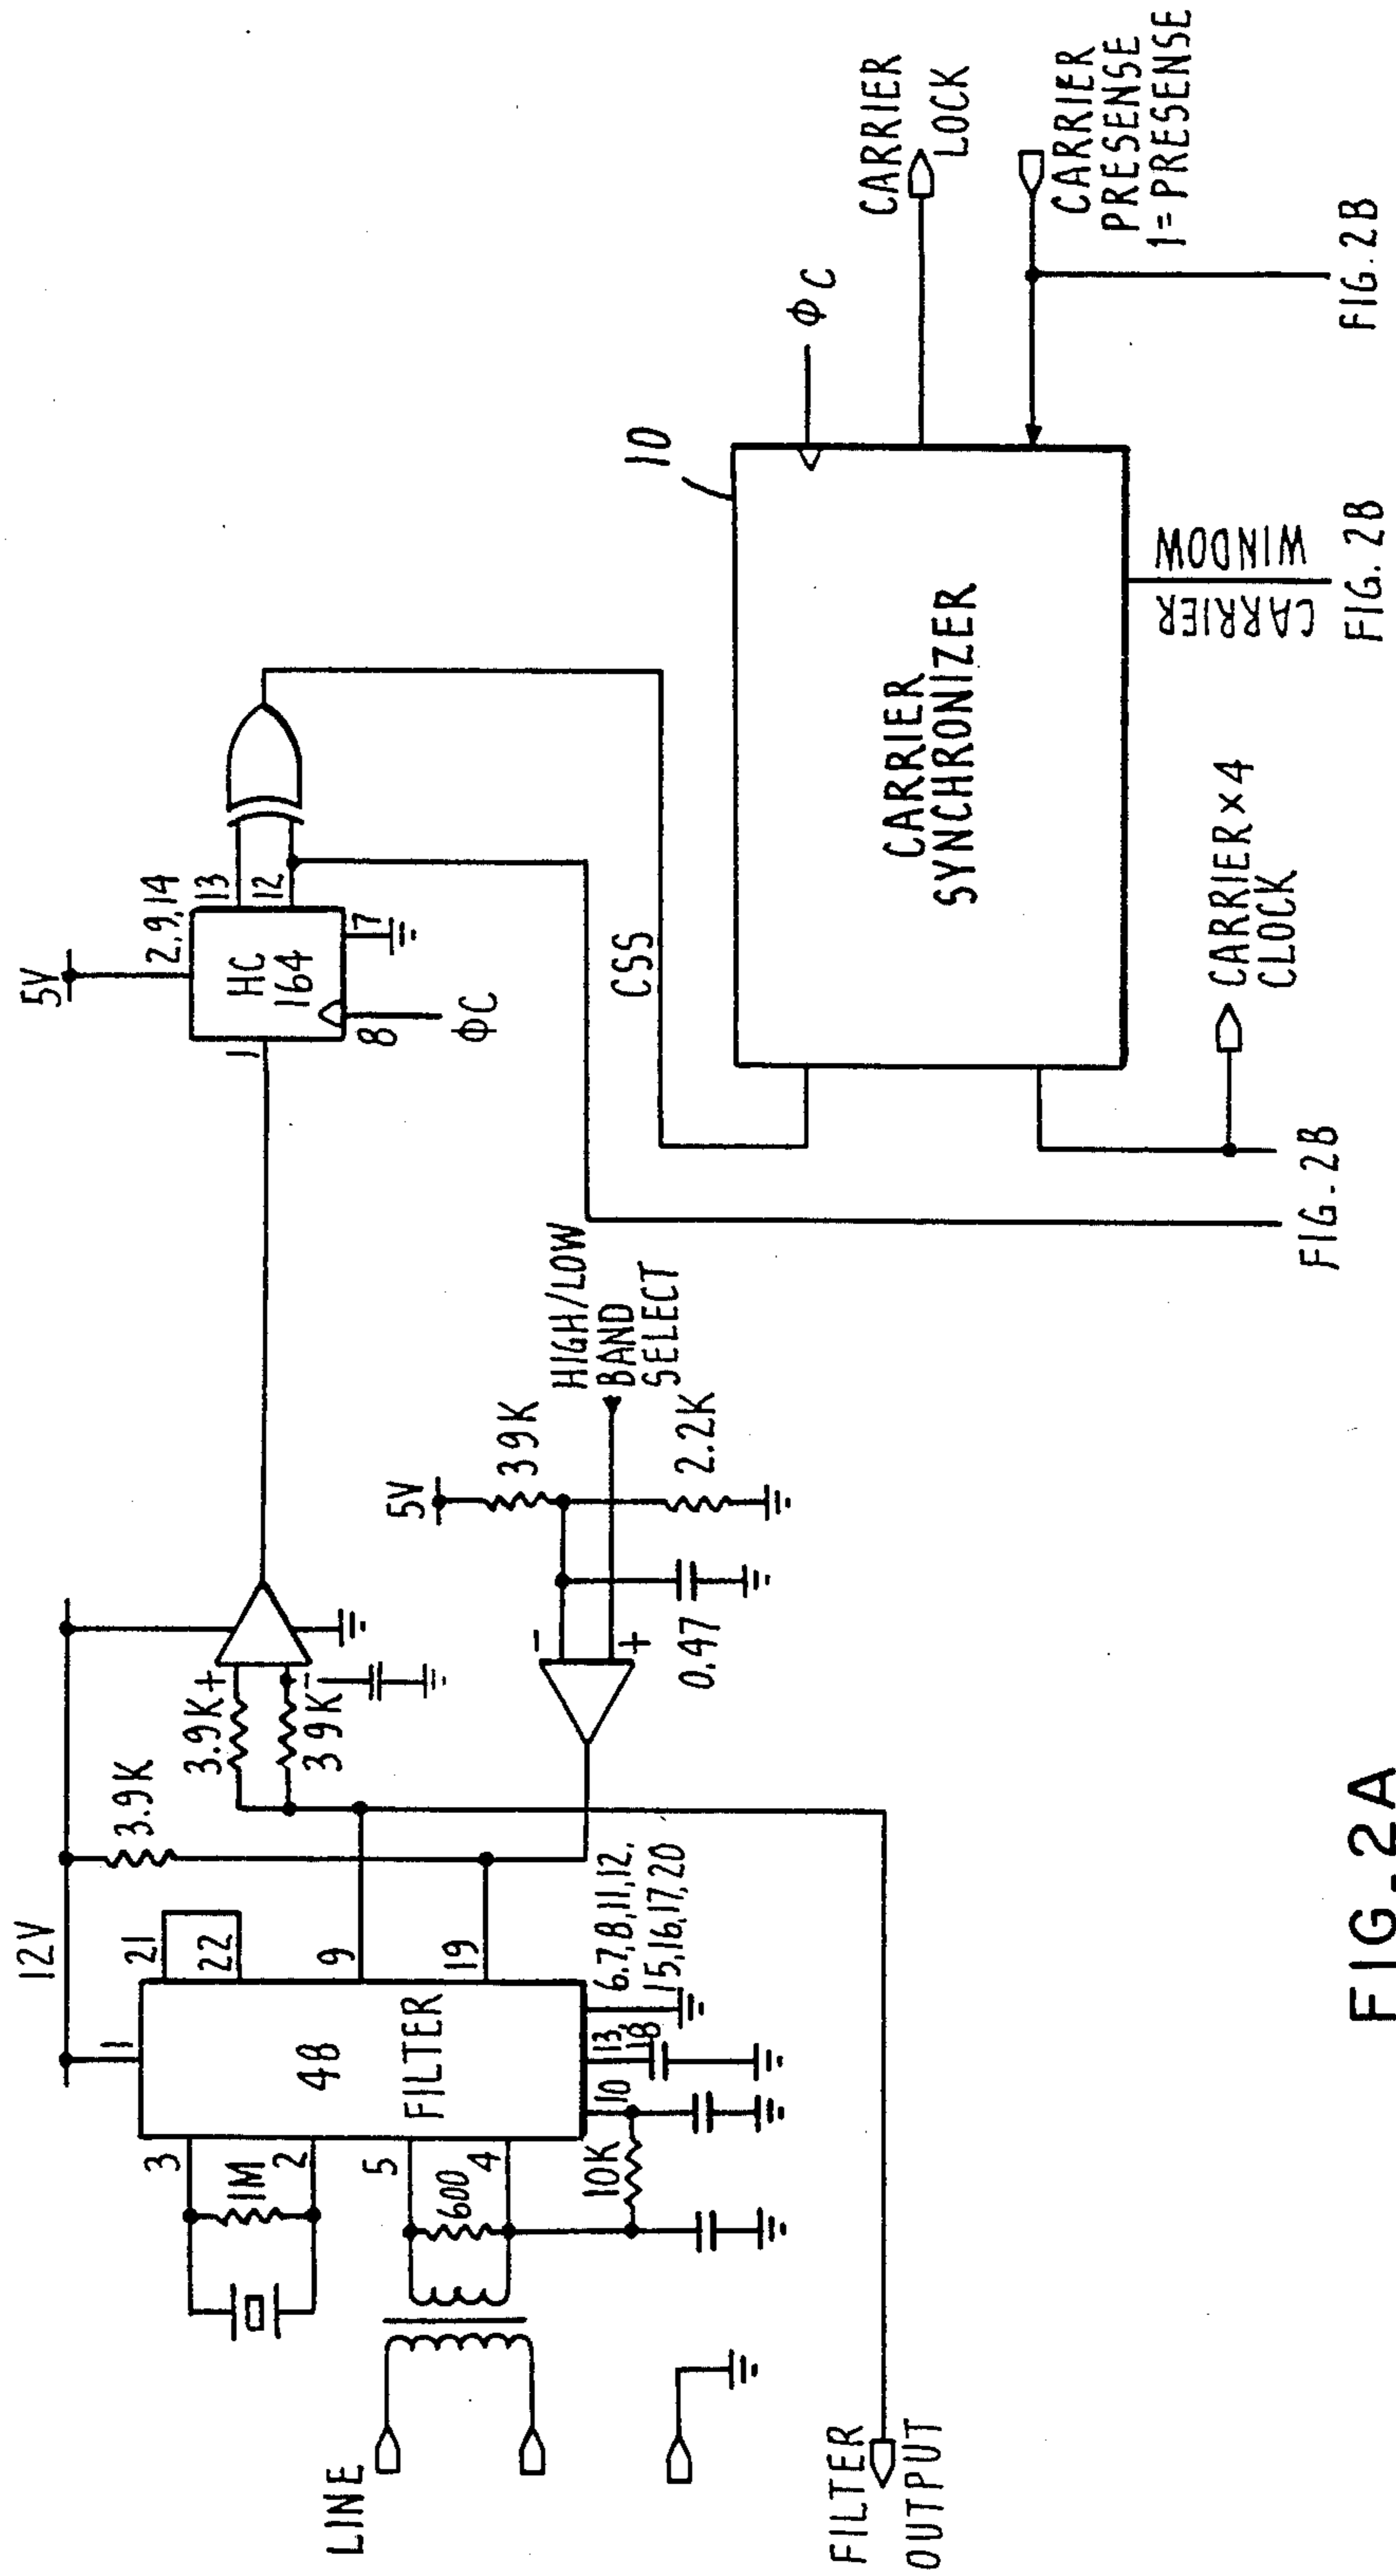 12V
5V
1
21
22
3.9K
3
1M
2
48
FILTER
9
19
5
600
4
10K
10
13,
18
6,7,8,11,12,
15,16,17,20
LINE
FILTER
OUTPUT
3.9K
+
-
39K
5V
39K
2.2K
-
+
0.47
HIGH/LOW
BAND
SELECT
1
2,9,14
HC
164
13
12
7
8
ΦC
CSS
10
CARRIER
SYNCHRONIZER
ΦC
CARRIER
LOCK
CARRIER
PRESENSE
1=PRESENSE
CARRIER×4
CLOCK
CARRIER
WINDOW
FIG.-2B
FIG. 2B
FIG. 2B
FIG.-2A